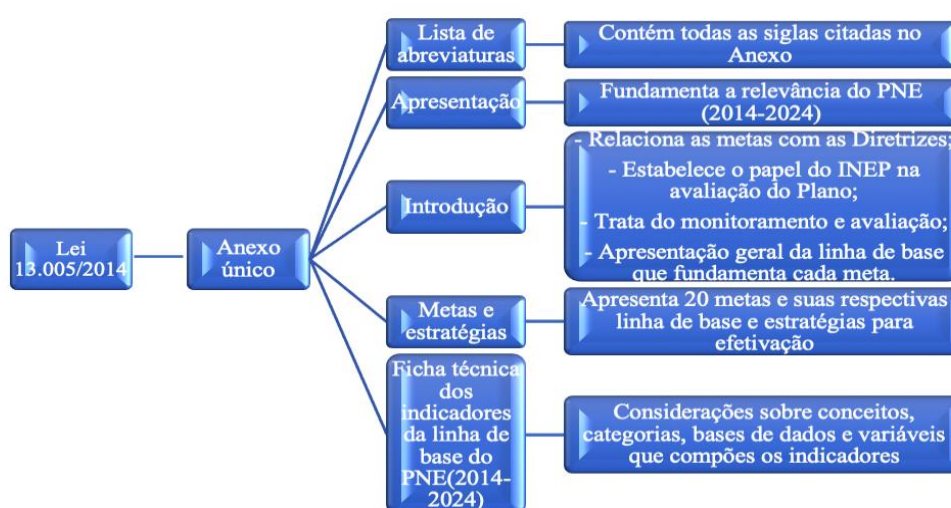 Lei
13.005/2014
Anexo
único
Lista de
abreviaturas
Contém todas as siglas citadas no
Anexo
Apresentação
Fundamenta a relevância do PNE
(2014-2024)
Introdução
- Relaciona as metas com as Diretrizes;
- Estabelece o papel do INEP na
avaliação do Plano;
- Trata do monitoramento e avaliação;
- Apresentação geral da linha de base
que fundamenta cada meta.
Metas e
estratégias
Apresenta 20 metas e suas respectivas
linha de base e estratégias para
efetivação
Ficha técnica
dos
indicadores
da linha de
base do
PNE(2014-
2024)
Considerações sobre conceitos,
categorias, bases de dados e variáveis
que compões os indicadores